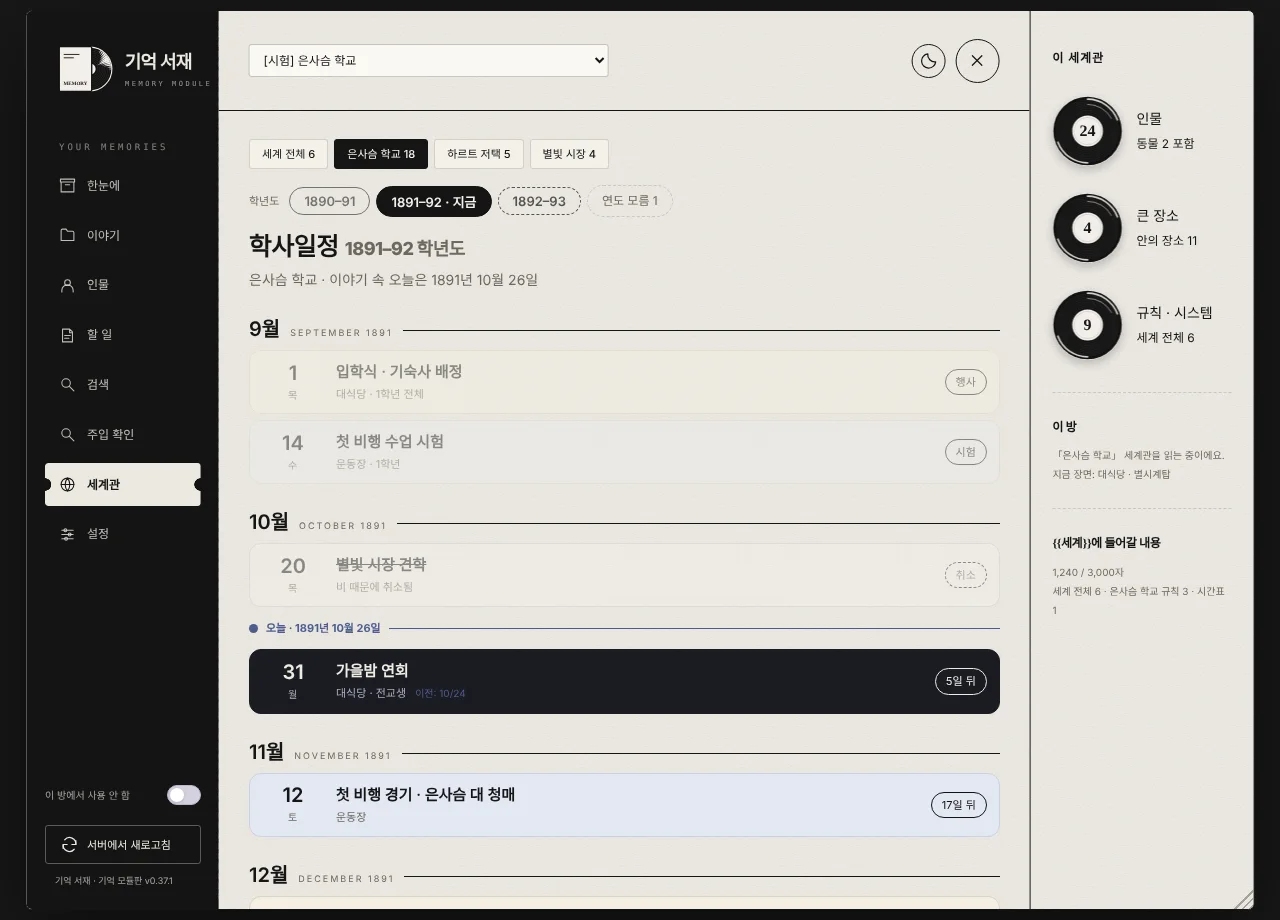 기억 서재
MEMORY
MEMORY MODULE
YOUR MEMORIES
한눈에
이야기
인물
할 일
검색
주입 확인
세계관
설정
이 방에서 사용 안 함
서버에서 새로고침
기억 서재 · 기억 모듈판 v0.37.1
[시험] 은사슴 학교
세계 전체 6
은사슴 학교 18
하르트 저택 5
별빛 시장 4
학년도
1890–91
1891–92 · 지금
1892–93
연도 모름 1
학사일정 1891–92 학년도
은사슴 학교 · 이야기 속 오늘은 1891년 10월 26일
9월 SEPTEMBER 1891
1
목
입학식 · 기숙사 배정
대식당 · 1학년 전체
행사
14
수
첫 비행 수업 시험
운동장 · 1학년
시험
10월 OCTOBER 1891
20
목
별빛 시장 견학
비 때문에 취소됨
취소
오늘 · 1891년 10월 26일
31
월
가을밤 연회
대식당 · 전교생 이전: 10/24
5일 뒤
11월 NOVEMBER 1891
12
토
첫 비행 경기 · 은사슴 대 청매
운동장
17일 뒤
12월 DECEMBER 1891
이 세계관
24
인물
동물 2 포함
4
큰 장소
안의 장소 11
9
규칙 · 시스템
세계 전체 6
이 방
「은사슴 학교」 세계관을 읽는 중이에요.
지금 장면: 대식당 · 별시계탑
{{세계}}에 들어갈 내용
1,240 / 3,000자
세계 전체 6 · 은사슴 학교 규칙 3 · 시간표
1